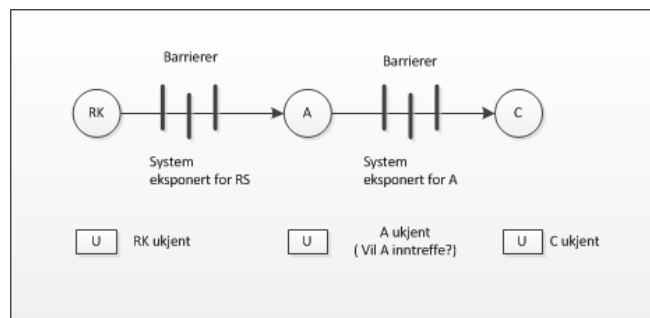 Barrierer
Barrierer
RK
A
C
System
eksponert for RS
System
eksponert for A
U
RK ukjent
U
A ukjent
( Vil A inntreffe?)
U
C ukjent